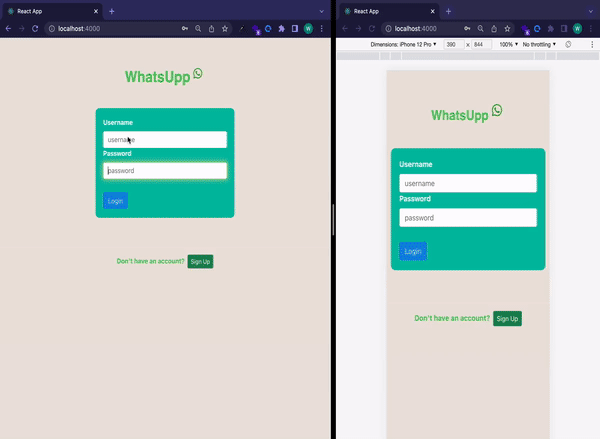 React App
localhost:4000
W
WhatsUpp
Username
username
Password
password
Login
Don't have an account? Sign Up
React App
localhost:4000
W
Dimensions: iPhone 12 Pro 390 x 844 100% No throttling
WhatsUpp
Username
username
Password
password
Login
Don't have an account? Sign Up